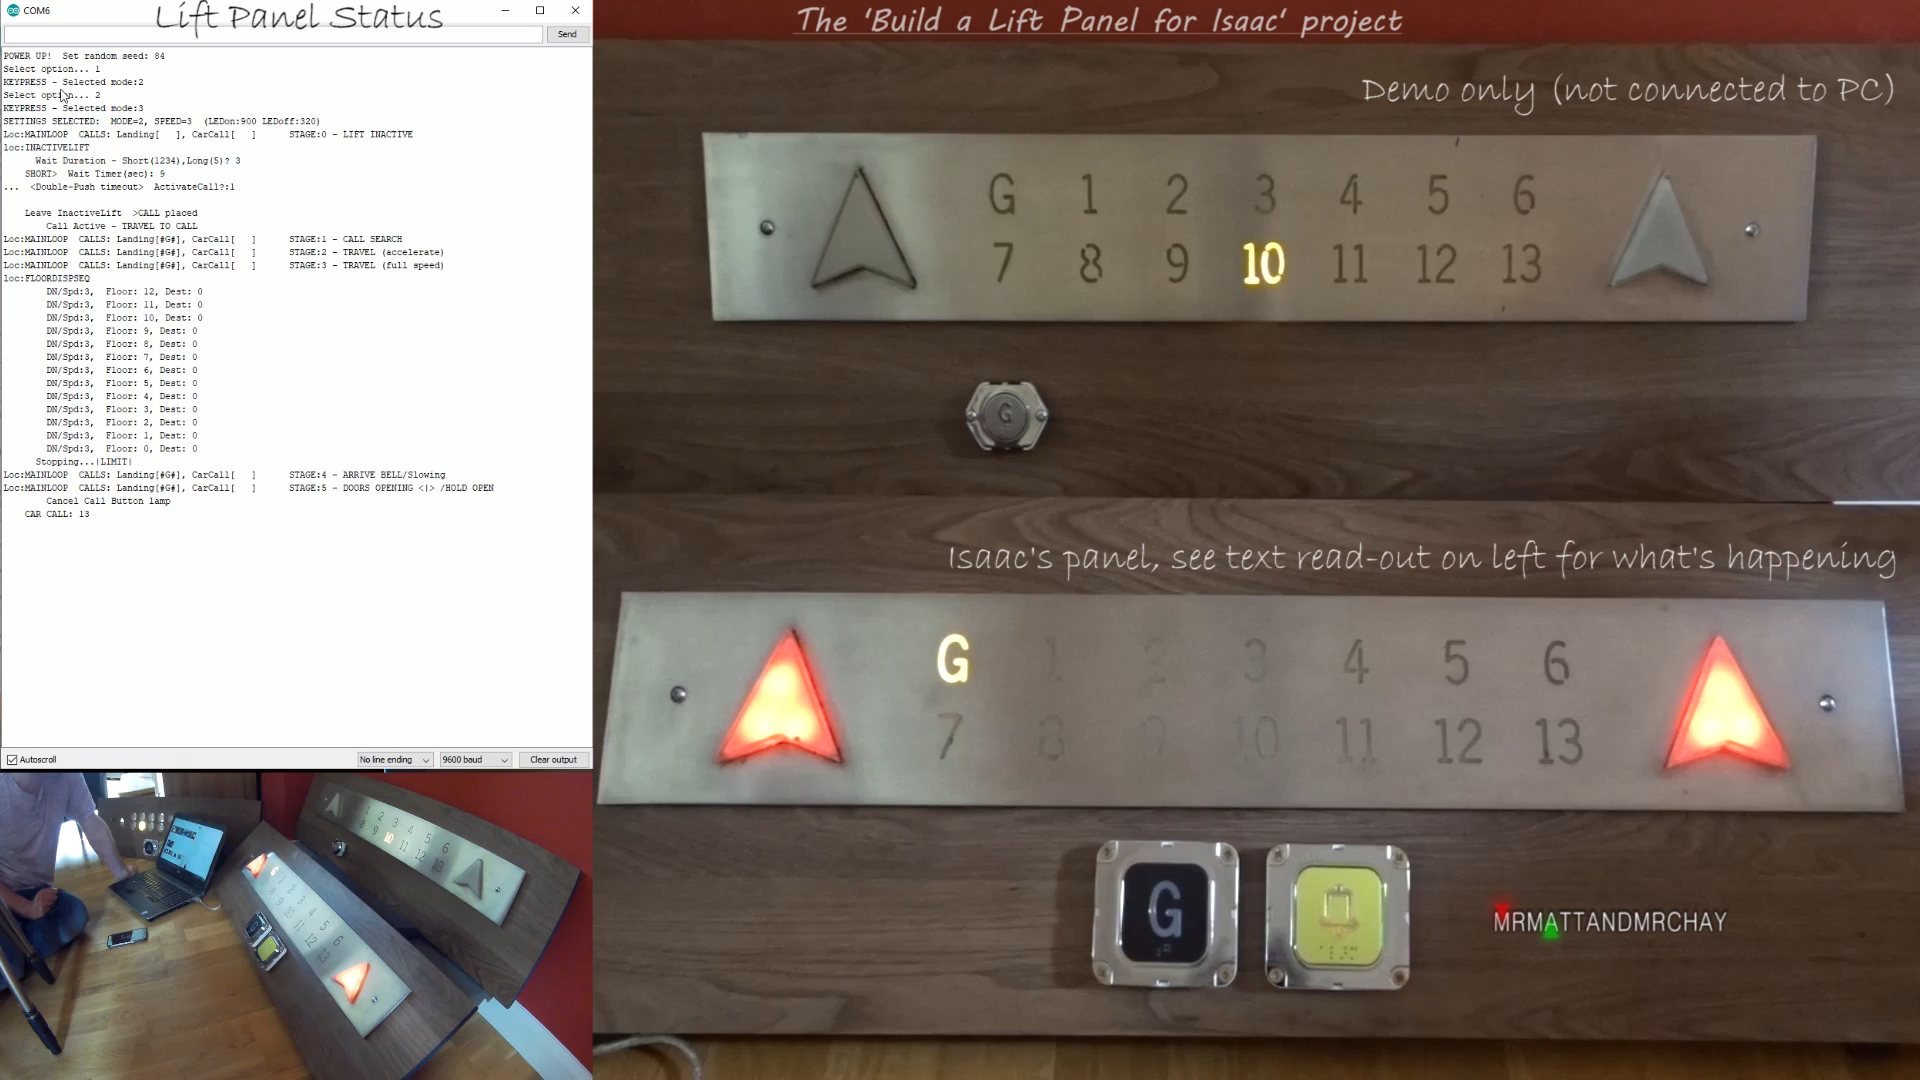 COM6
Lift Panel Status
Send
POWER UP!  Set random seed: 84
Select option... 1
KEYPRESS - Selected mode:2
Select option... 2
KEYPRESS - Selected mode:3
SETTINGS SELECTED:  MODE=2, SPEED=3  (LEDon:900 LEDoff:320)
Loc:MAINLOOP  CALLS: Landing[   ], CarCall[   ]      STAGE:0 - LIFT INACTIVE
loc:INACTIVELIFT
Wait Duration - Short(1234),Long(5)? 3
SHORT>  Wait Timer(sec): 9
...  <Double-Push timeout>  ActivateCall?:1
Leave InactiveLift  >CALL placed
Call Active - TRAVEL TO CALL
Loc:MAINLOOP  CALLS: Landing[#G#], CarCall[   ]      STAGE:1 - CALL SEARCH
Loc:MAINLOOP  CALLS: Landing[#G#], CarCall[   ]      STAGE:2 - TRAVEL (accelerate)
Loc:MAINLOOP  CALLS: Landing[#G#], CarCall[   ]      STAGE:3 - TRAVEL (full speed)
loc:FLOORDISPSEQ
DN/Spd:3,  Floor: 12, Dest: 0
DN/Spd:3,  Floor: 11, Dest: 0
DN/Spd:3,  Floor: 10, Dest: 0
DN/Spd:3,  Floor: 9, Dest: 0
DN/Spd:3,  Floor: 8, Dest: 0
DN/Spd:3,  Floor: 7, Dest: 0
DN/Spd:3,  Floor: 6, Dest: 0
DN/Spd:3,  Floor: 5, Dest: 0
DN/Spd:3,  Floor: 4, Dest: 0
DN/Spd:3,  Floor: 3, Dest: 0
DN/Spd:3,  Floor: 2, Dest: 0
DN/Spd:3,  Floor: 1, Dest: 0
DN/Spd:3,  Floor: 0, Dest: 0
Stopping...|LIMIT|
Loc:MAINLOOP  CALLS: Landing[#G#], CarCall[   ]      STAGE:4 - ARRIVE BELL/Slowing
Loc:MAINLOOP  CALLS: Landing[#G#], CarCall[   ]      STAGE:5 - DOORS OPENING <|> /HOLD OPEN
Cancel Call Button lamp
CAR CALL: 13
Autoscroll
No line ending
9600 baud
Clear output
The 'Build a Lift Panel for Isaac' project
Demo only (not connected to PC)
G 1 2 3 4 5 6
7 8 9 10 11 12 13
G
Isaac's panel, see text read-out on left for what's happening
G 1 2 3 4 5 6
7 8 9 10 11 12 13
G
MRMATTANDMRCHAY
1 2 3 4 5 6
8 9 10 11 12 13